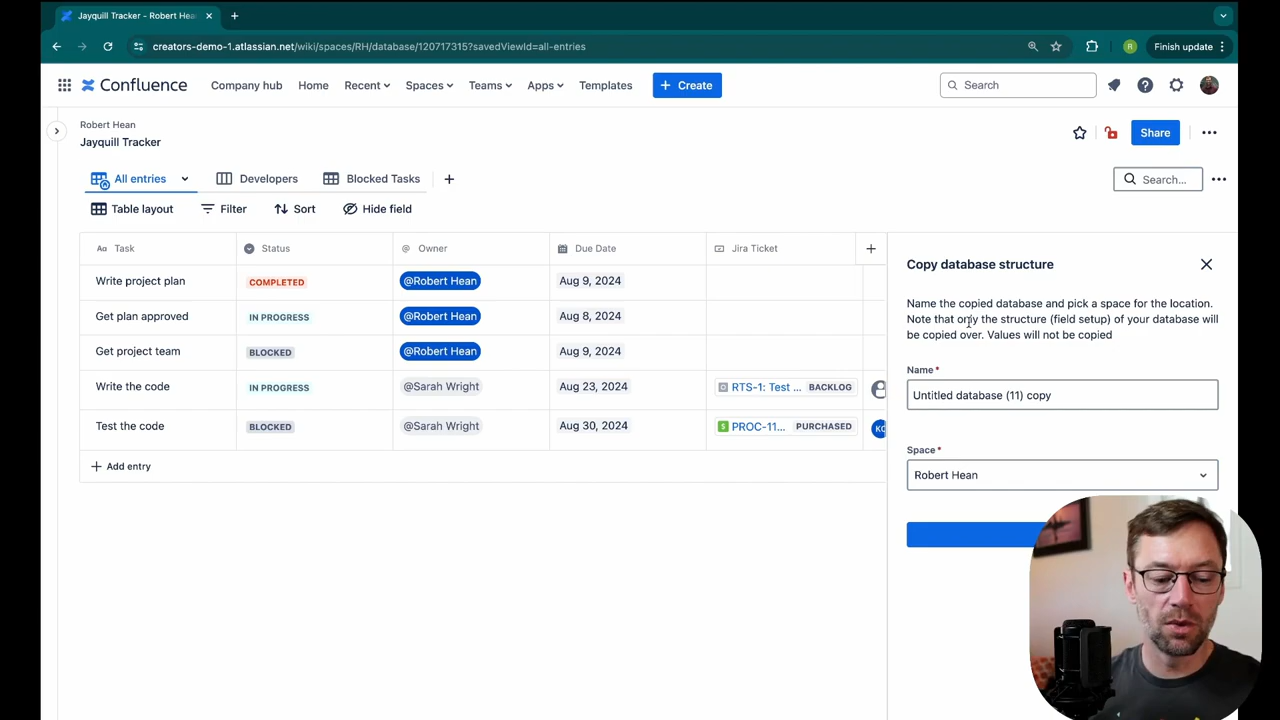 Jayquill Tracker - Robert Hea
creators-demo-1.atlassian.net/wiki/spaces/RH/database/120717315?savedViewId=all-entries
R
Finish update
Confluence
Company hub
Home
Recent
Spaces
Teams
Apps
Templates
Create
Search
Robert Hean
Jayquill Tracker
Share
All entries
Developers
Blocked Tasks
Search...
Table layout
Filter
Sort
Hide field
Aa Task
Status
@ Owner
Due Date
Jira Ticket
Write project plan
COMPLETED
@Robert Hean
Aug 9, 2024
Get plan approved
IN PROGRESS
@Robert Hean
Aug 8, 2024
Get project team
BLOCKED
@Robert Hean
Aug 9, 2024
Write the code
IN PROGRESS
@Sarah Wright
Aug 23, 2024
RTS-1: Test ...
BACKLOG
Test the code
BLOCKED
@Sarah Wright
Aug 30, 2024
PROC-11...
PURCHASED
KC
Add entry
Copy database structure
Name the copied database and pick a space for the location.
Note that only the structure (field setup) of your database will
be copied over. Values will not be copied
Name*
Untitled database (11) copy
Space*
Robert Hean